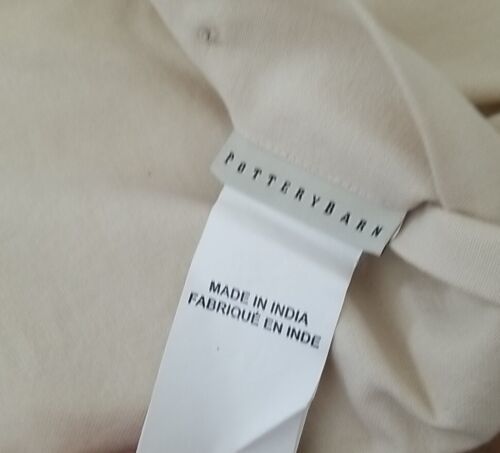 POTTERYBARN
MADE IN INDIA
FABRIQUÉ EN INDE